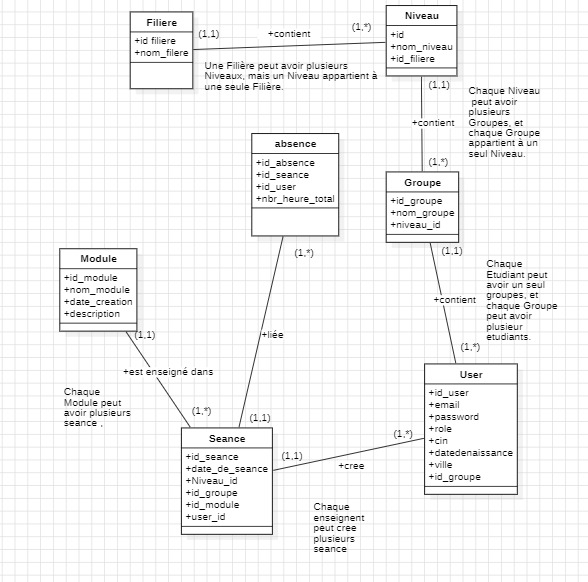 Filiere
+id filiere
+nom_filere
(1,1)
+contient
(1,*)
Niveau
+id
+nom_niveau
+id_filiere
Une Filière peut avoir plusieurs
Niveaux, mais un Niveau appartient à
une seule Filière.
(1,1)
+contient
(1,*)
Chaque Niveau
peut avoir
plusieurs
Groupes, et
chaque Groupe
appartient à un
seul Niveau.
absence
+id_absence
+id_seance
+id_user
+nbr_heure_total
Groupe
+id_groupe
+nom_groupe
+niveau_id
(1,*)
+liée
(1,1)
(1,1)
+contient
(1,*)
Chaque
Etudiant peut
avoir un seul
groupes, et
chaque Groupe
peut avoir
plusieur
etudiants.
Module
+id_module
+nom_module
+date_creation
+description
(1,1)
+est enseigné dans
(1,*)
Chaque
Module peut
avoir plusieurs
seance ,
User
+id_user
+email
+password
+role
+cin
+datedenaissance
+ville
+id_groupe
Seance
+id_seance
+date_de_seance
+Niveau_id
+id_groupe
+id_module
+user_id
(1,1)
+cree
(1,*)
Chaque
enseignent
peut cree
plusieurs
seance